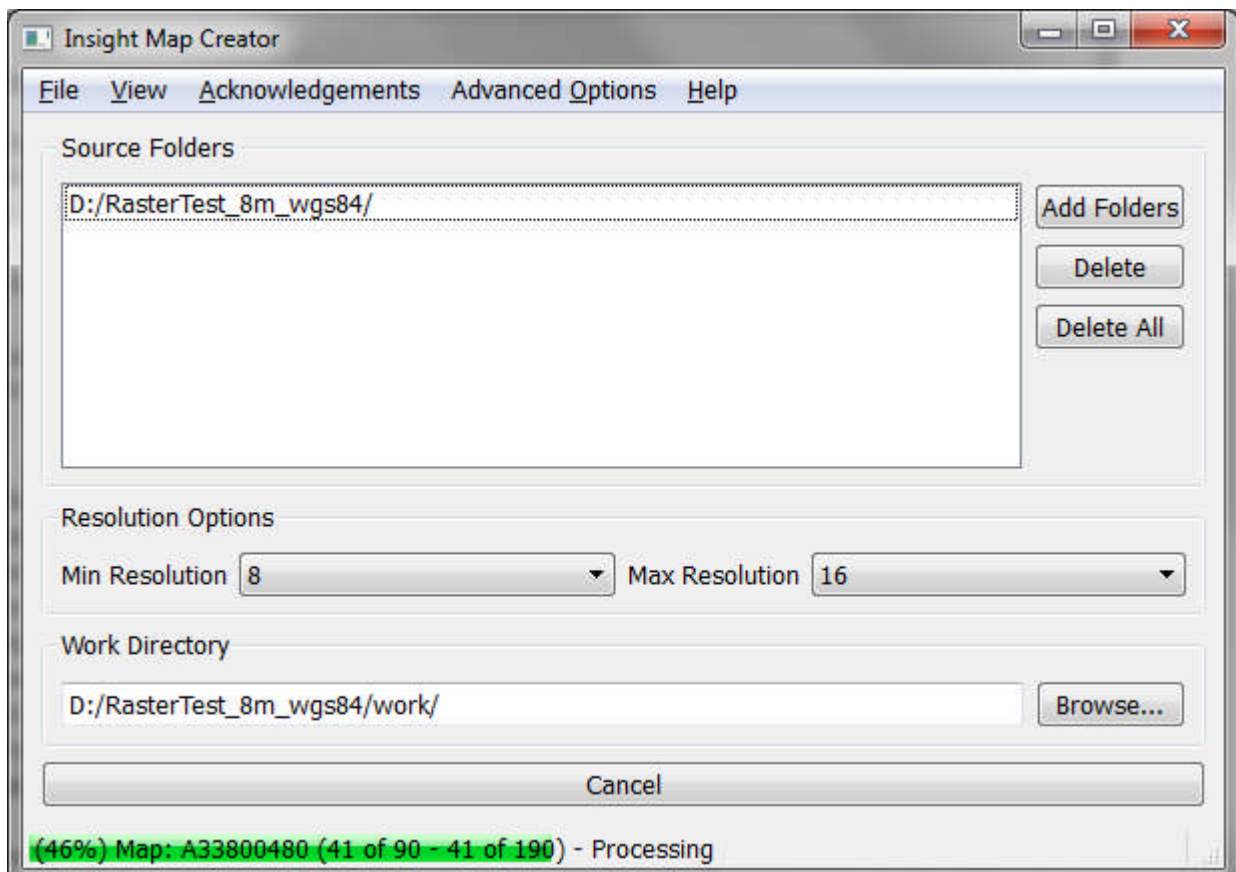 Insight Map Creator
File View Acknowledgements Advanced Options Help
Source Folders
D:/RasterTest_8m_wgs84/
Add Folders
Delete
Delete All
Resolution Options
Min Resolution 8 Max Resolution 16
Work Directory
D:/RasterTest_8m_wgs84/work/ Browse...
Cancel
(46%) Map: A33800480 (41 of 90 - 41 of 190) - Processing